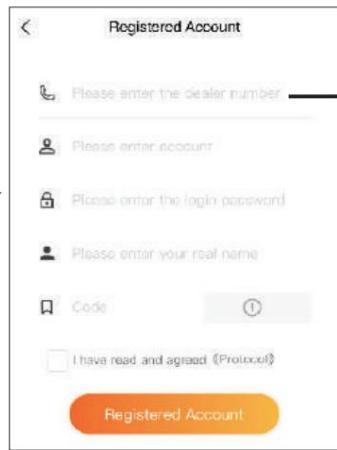 Registered Account
Please enter the dealer number
Please enter account
Please enter the login password
Please enter your real name
Code
I have read and agreed 《Protocol》
Registered Account